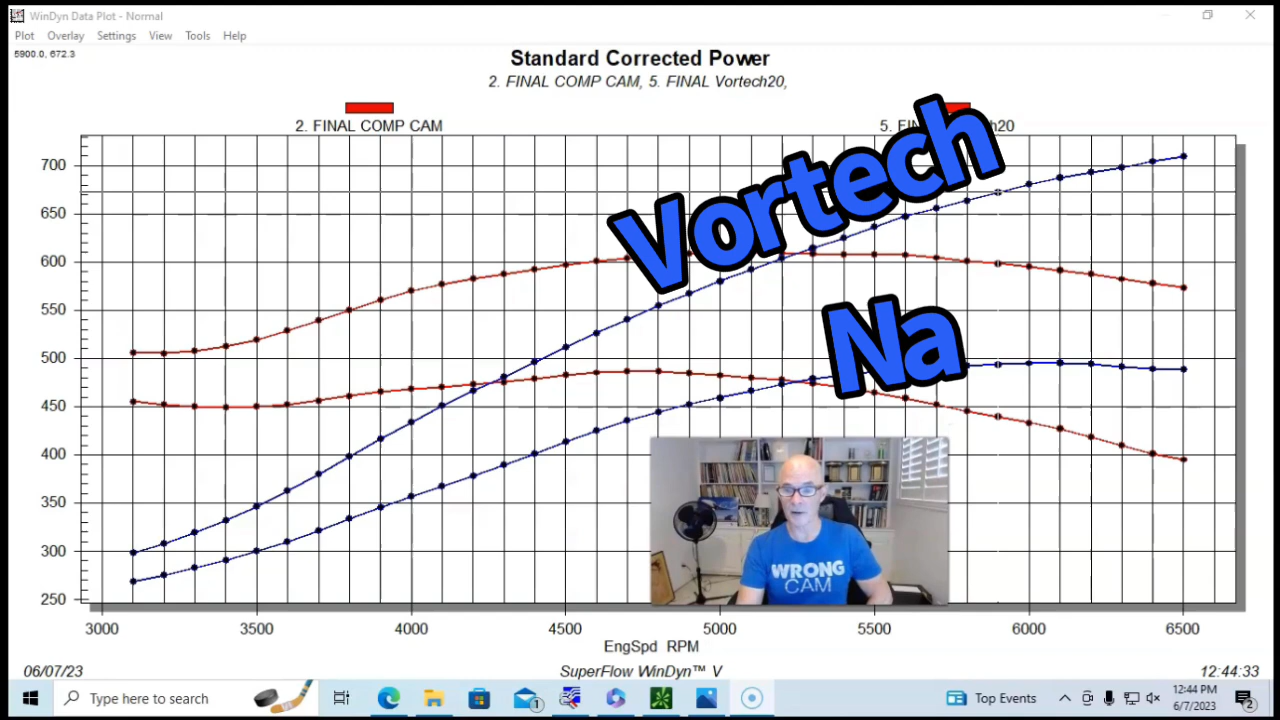 WinDyn Data Plot - Normal
Plot Overlay Settings View Tools Help
5900.0, 672.3
Standard Corrected Power
2. FINAL COMP CAM, 5. FINAL Vortech20,
2. FINAL COMP CAM
Vortech
Na
700
650
600
550
500
450
400
350
300
250
WRONG
CAM
3000 3500 4000 4500 5000 5500 6000 6500
EngSpd RPM
06/07/23 SuperFlow WinDyn™ V 12:44:33
Type here to search 1 Top Events 12:44 PM
6/7/2023 2